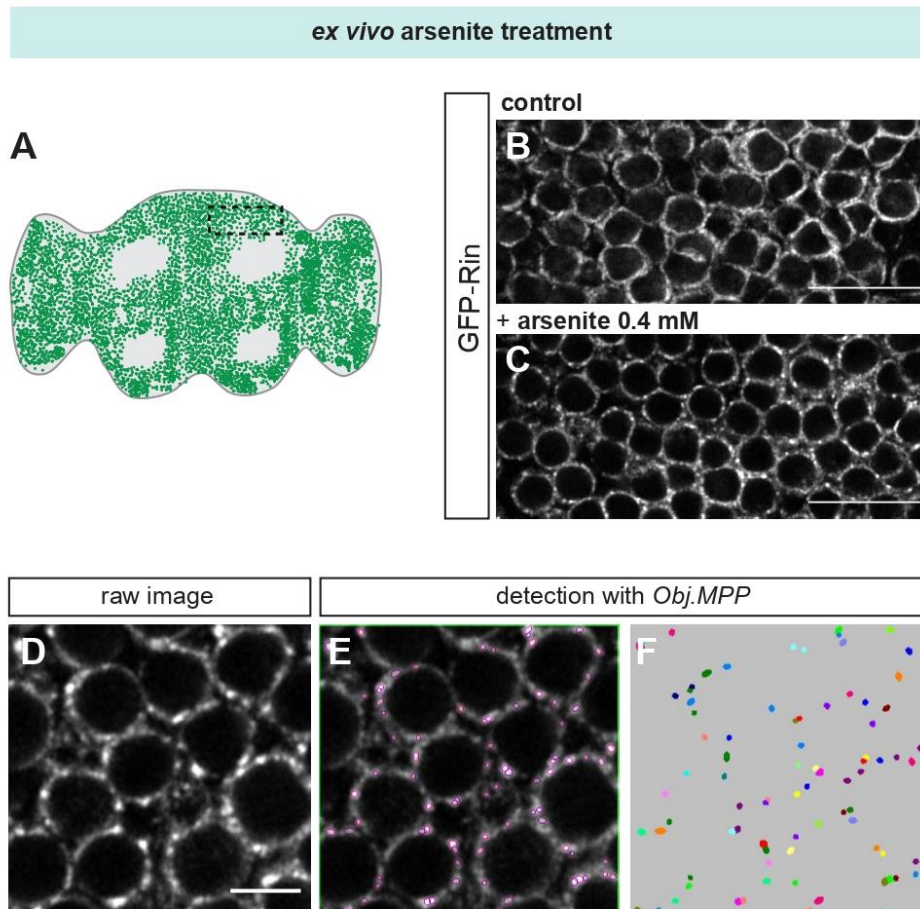 ex vivo arsenite treatment
A
GFP-Rin
control
B
+ arsenite 0.4 mM
C
raw image
detection with Obj.MPP
D
E
F